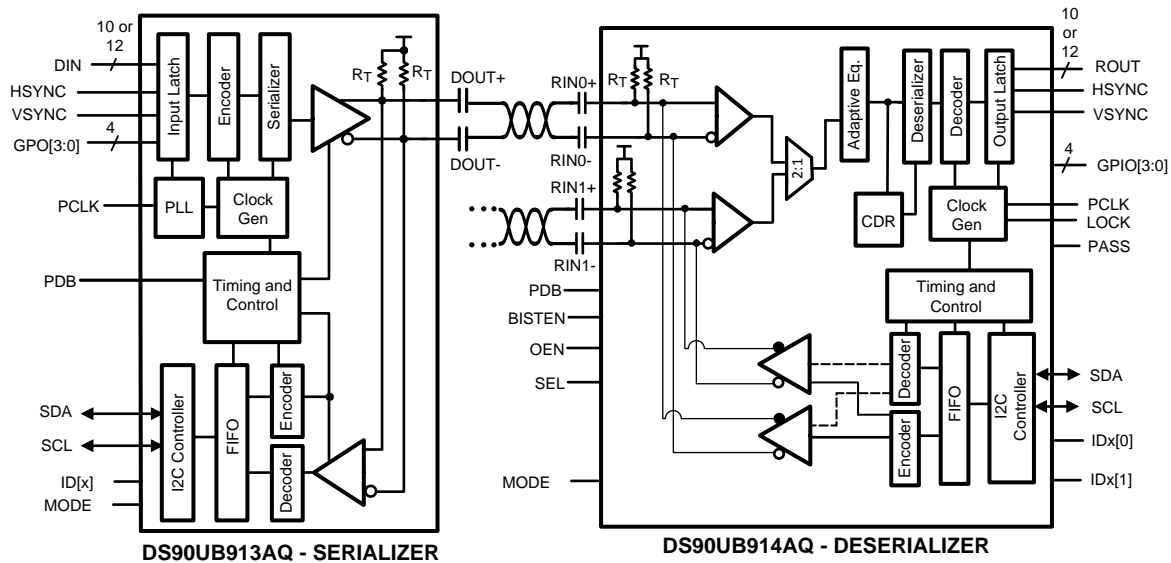 10 or
12
DIN
HSYNC
VSYNC
4
GPO[3:0]
PCLK
PDB
SDA
SCL
ID[x]
MODE
Input Latch
Encoder
Serializer
PLL
Clock
Gen
Timing and
Control
I2C Controller
FIFO
Encoder
Decoder
RT
RT
DOUT+
DOUT-
RIN0+
RIN0-
RIN1+
RIN1-
RT
RT
PDB
BISTEN
OEN
SEL
MODE
2:1
Adaptive Eq.
Deserializer
Decoder
Output Latch
CDR
Clock
Gen
Timing and
Control
Decoder
Encoder
FIFO
I2C
Controller
10
or
12
ROUT
HSYNC
VSYNC
4
GPIO[3:0]
PCLK
LOCK
PASS
SDA
SCL
IDx[0]
IDx[1]
DS90UB913AQ - SERIALIZER
DS90UB914AQ - DESERIALIZER